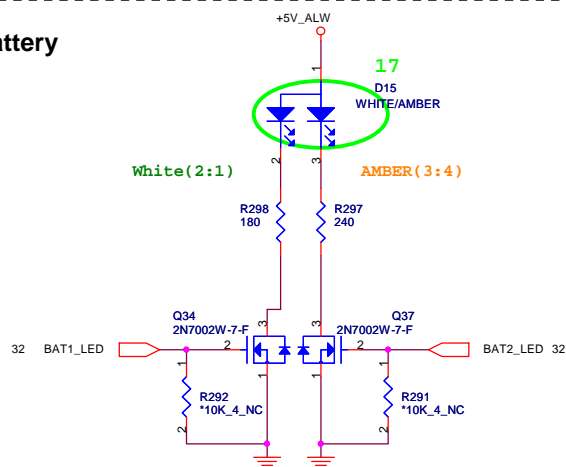 +5V_ALW
ttery
1
17
D15
WHITE/AMBER
2
3
White(2:1)
AMBER(3:4)
R298
180
R297
240
Q34
2N7002W-7-F
3
3
Q37
2N7002W-7-F
32 BAT1_LED
2
2
BAT2_LED 32
1
1
1
1
R292
*10K_4_NC
R291
*10K_4_NC
2
2